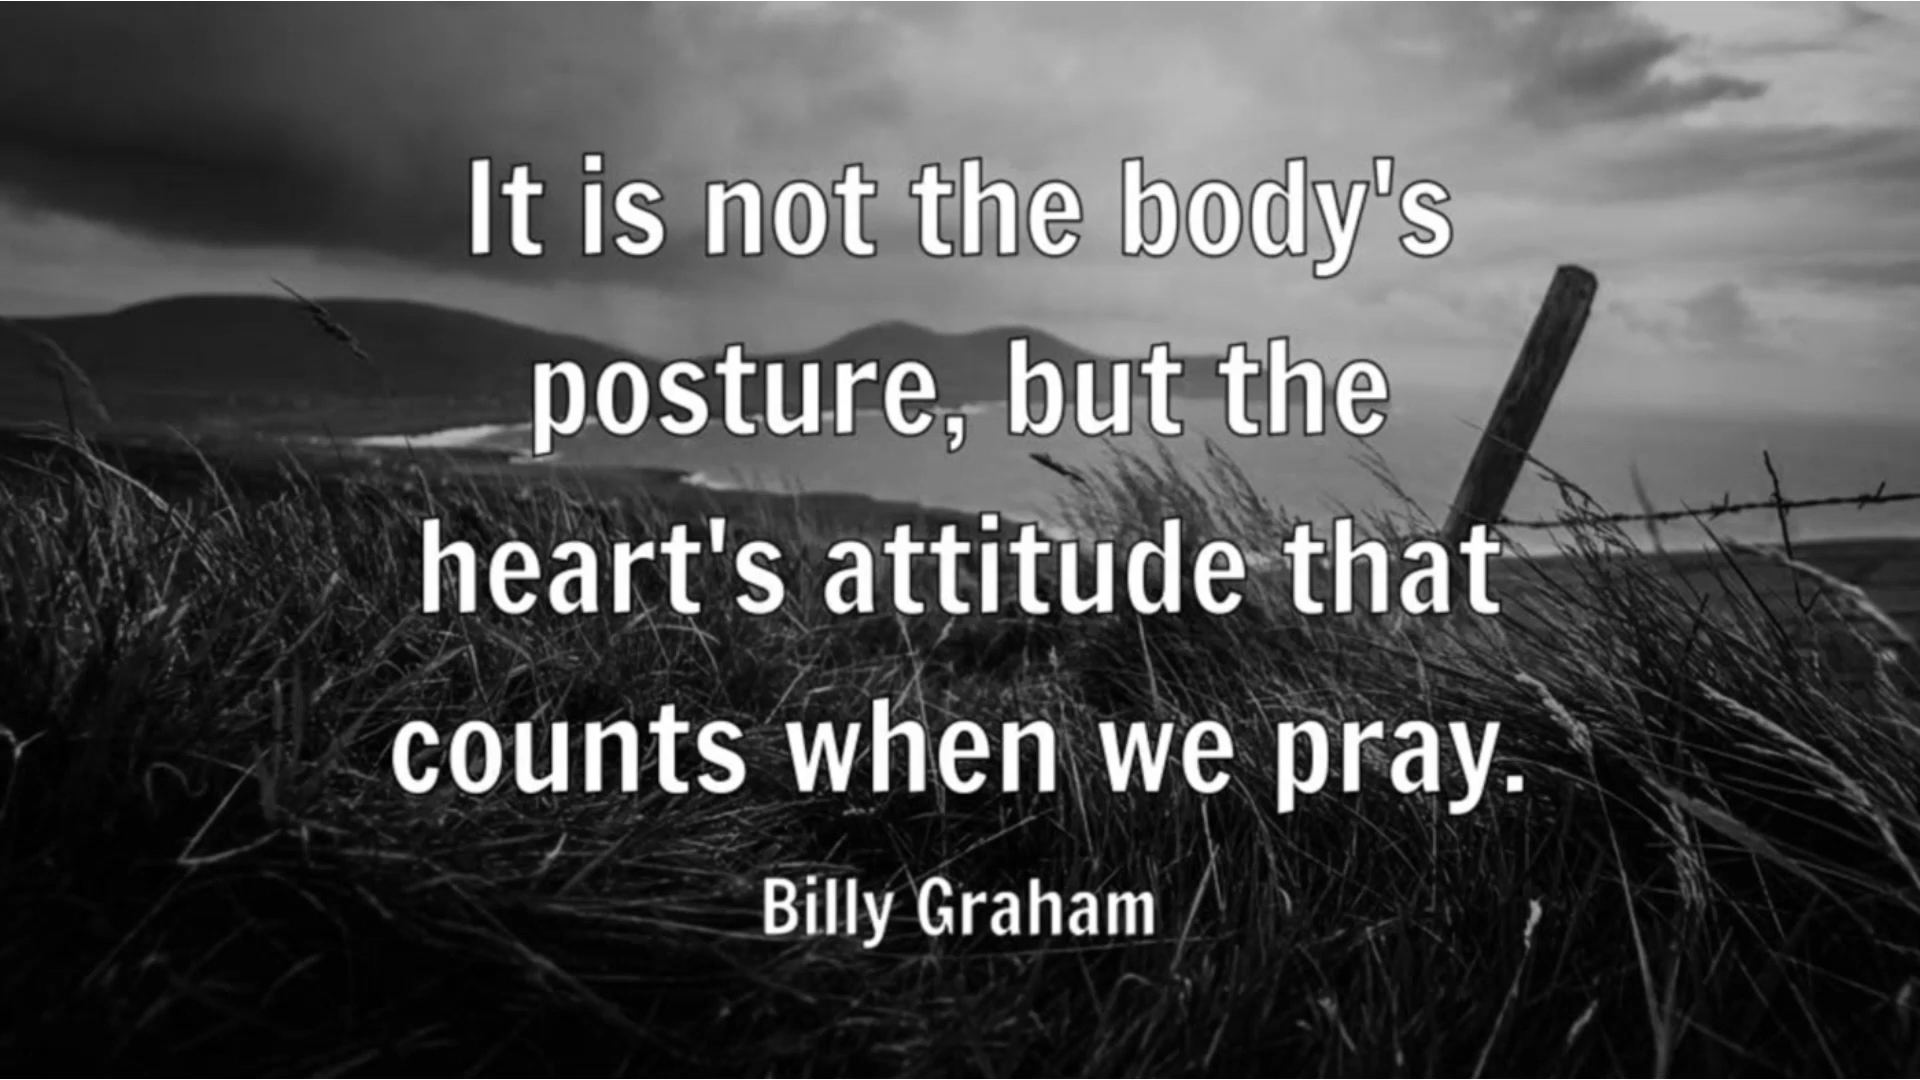 It is not the body's
posture, but the
heart's attitude that
counts when we pray.
Billy Graham